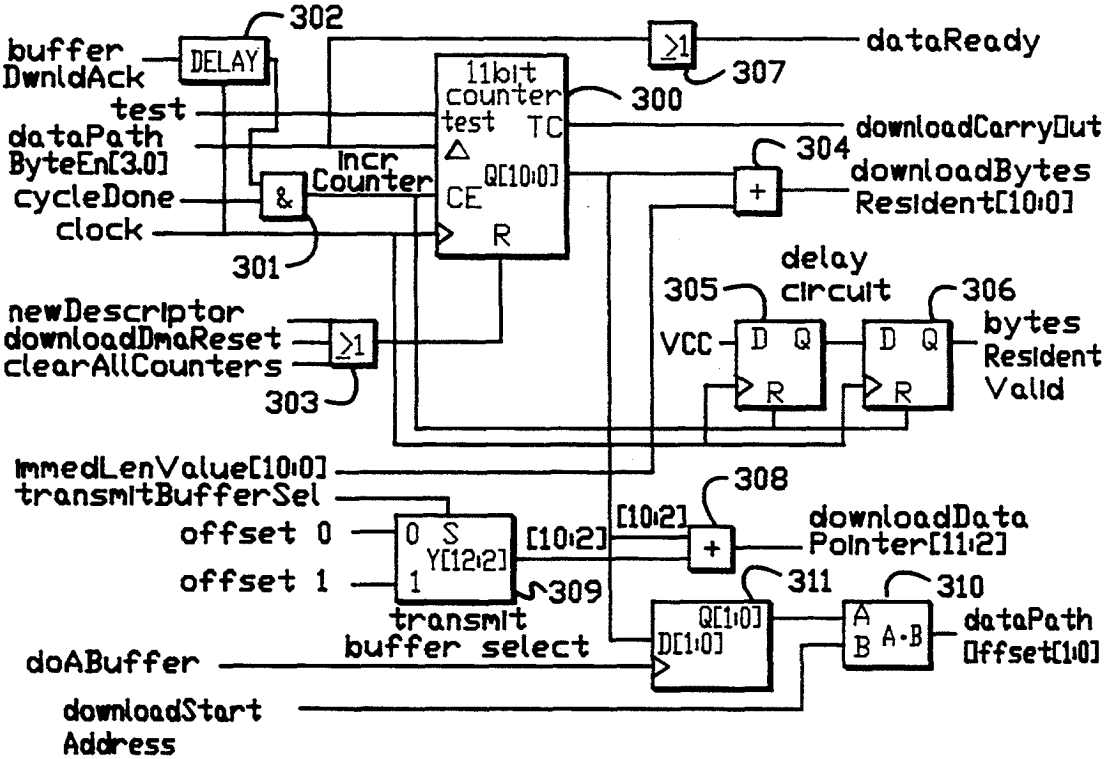 302
buffer
DwnldAck
DELAY
≥1
dataReady
307
11bit
counter
300
test
test
TC
downloadCarryOut
dataPath
ByteEn[3.0]
Δ
304
incr
Counter
Q[10:0]
+
downloadBytes
Resident[10:0]
cycleDone
&
CE
clock
R
301
delay
circuit
305
306
newDescriptor
downloadDmaReset
clearAllCounters
≥1
303
VCC
D Q
R
D Q
R
bytes
Resident
Valid
immedLenValue[10:0]
transmitBufferSel
308
offset 0
0 S
Y[12:2]
[10:2]
[10:2]
+
downloadData
Pointer[11:2]
offset 1
1
309
311
310
transmit
buffer select
Q[1:0]
D[1:0]
A
B
A·B
dataPath
Offset[1:0]
doABuffer
downloadStart
Address